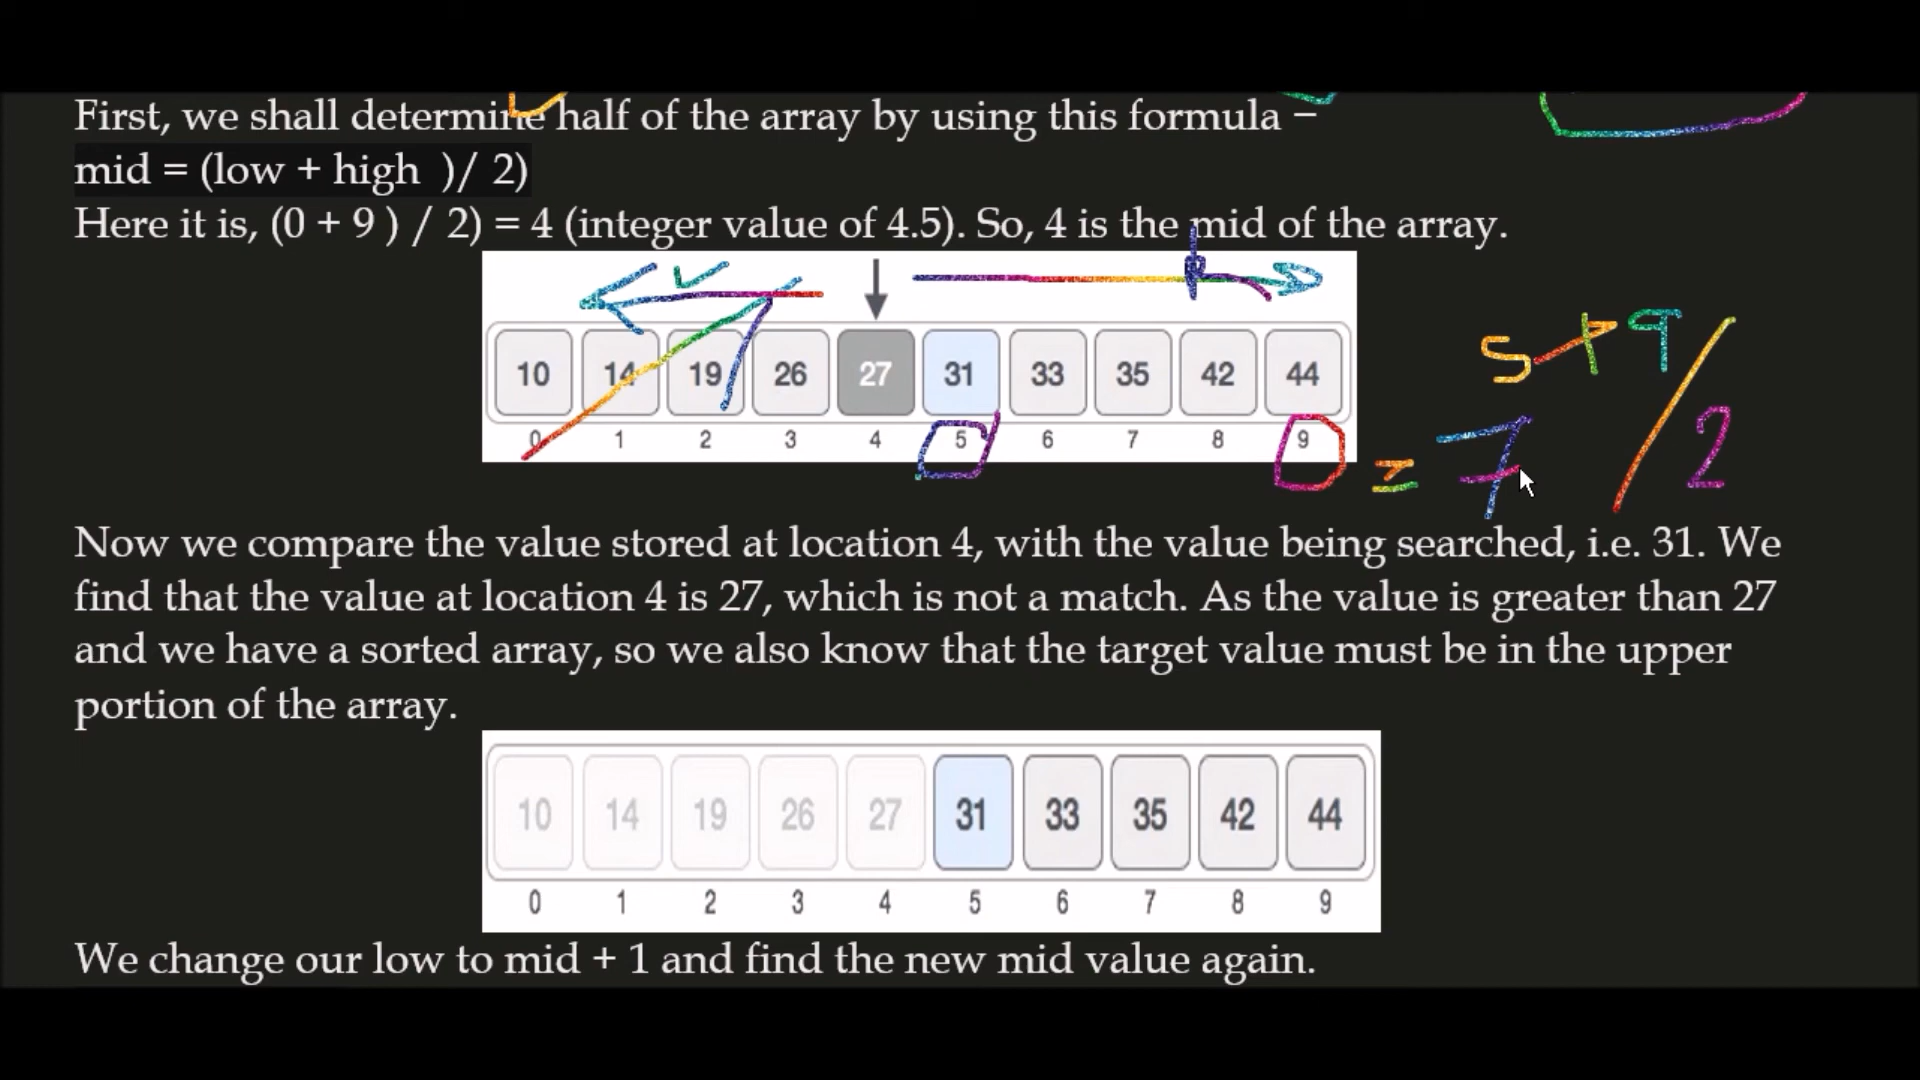 First, we shall determine half of the array by using this formula −
mid = (low + high  )/ 2)
Here it is, (0 + 9 ) / 2) = 4 (integer value of 4.5). So, 4 is the mid of the array.
10 14 19 26 27 31 33 35 42 44
0 1 2 3 4 5 6 7 8 9
5+9/2
= 7
Now we compare the value stored at location 4, with the value being searched, i.e. 31. We
find that the value at location 4 is 27, which is not a match. As the value is greater than 27
and we have a sorted array, so we also know that the target value must be in the upper
portion of the array.
10 14 19 26 27 31 33 35 42 44
0 1 2 3 4 5 6 7 8 9
We change our low to mid + 1 and find the new mid value again.